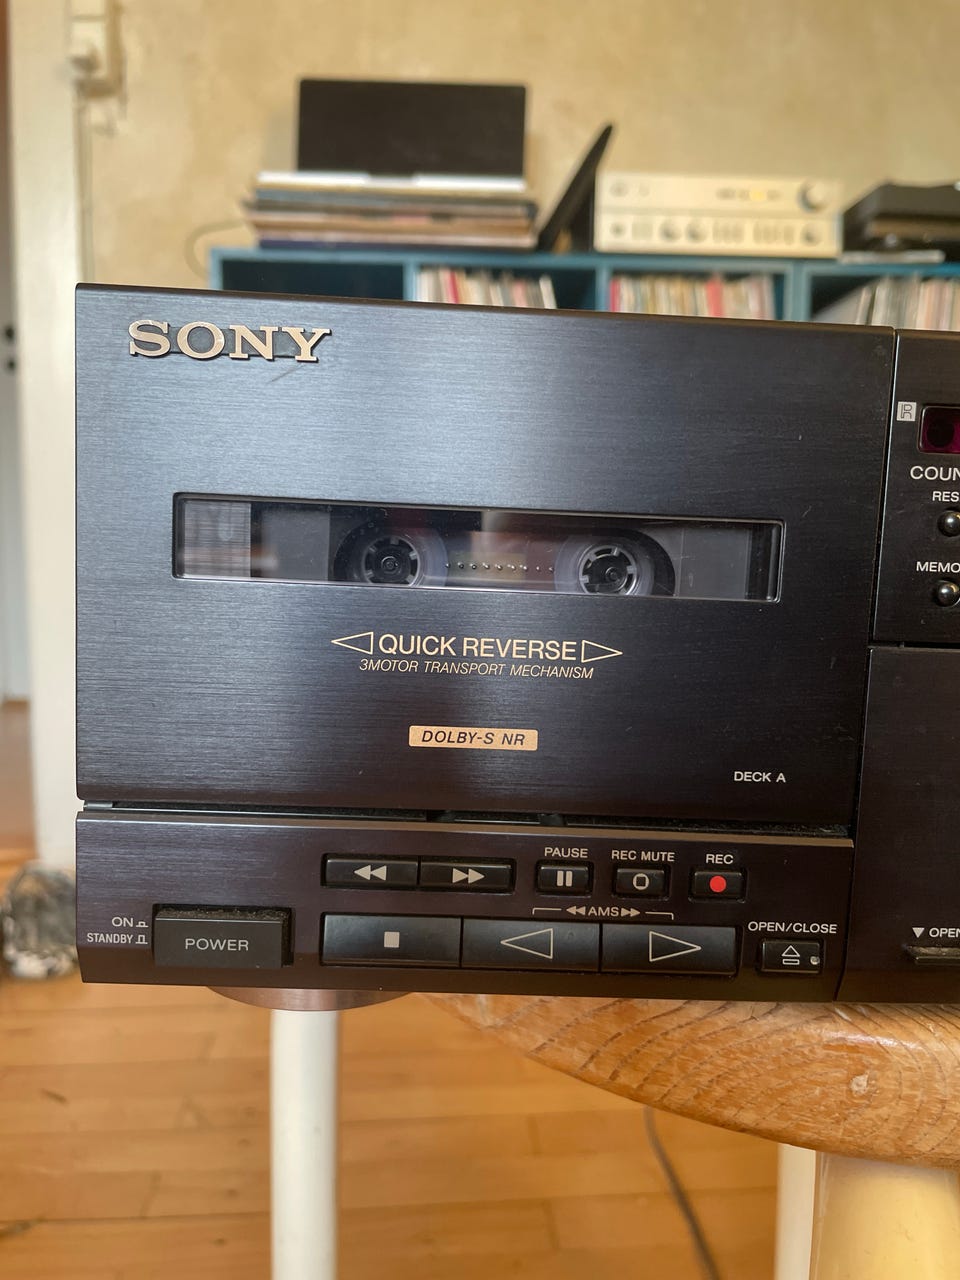 SONY
R
COUN
RES
MEMO
QUICK REVERSE
3MOTOR TRANSPORT MECHANISM
DOLBY-S NR
DECK A
PAUSE
REC MUTE
REC
AMS
ON
STANDBY
POWER
OPEN/CLOSE
OPEN